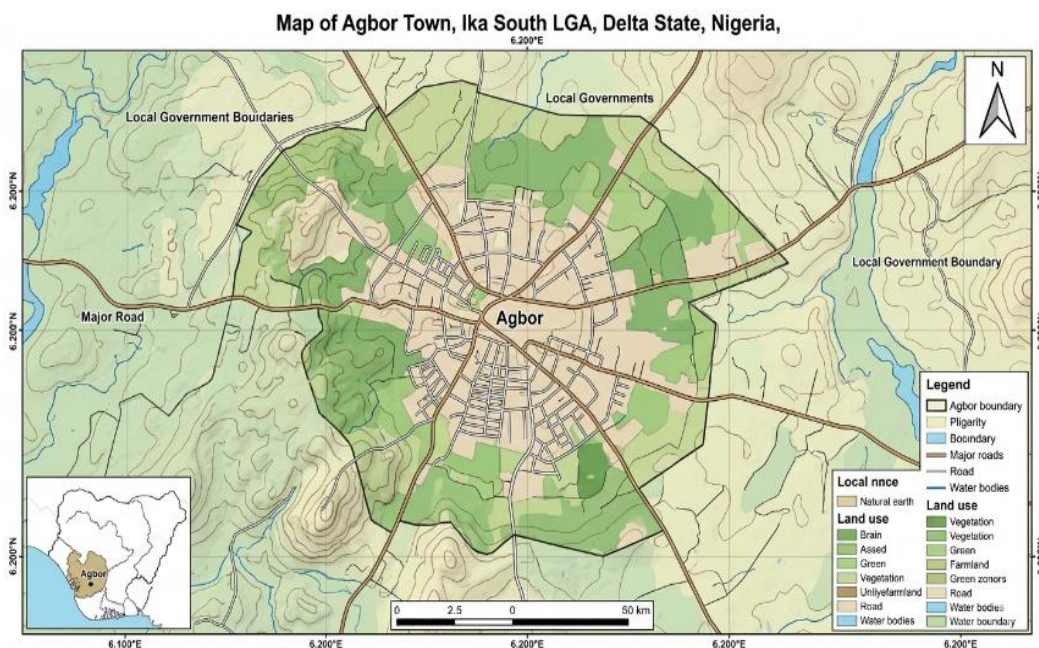 Map of Agbor Town, Ika South LGA, Delta State, Nigeria,
6.200°E
N
Local Government Boundaries
Local Governments
6.200°N
Local Government Boundary
Major Road
Agbor
6.200°N
6.200°N
Legend
Agbor boundary
Pligarity
Bocindary
Major roads
Road
Water bodies
Local nnce
Natural earth
Land use
Brain
Assed
Green
Vegetation
Unliyefarmland
Road
Water bodies
Land use
Vegetation
Vegetation
Green
Farmland
Green zonors
Road
Water bodies
Water boundary
Agbor
0 2.5 0 50 km
6.100°N
6.200°N
6.200°N
6.200°N